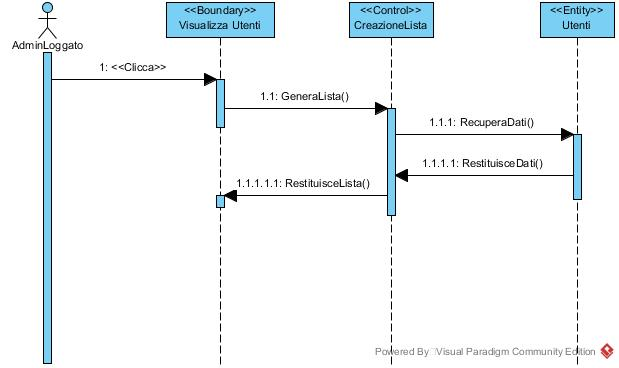 <<Boundary>>
Visualizza Utenti
<<Control>>
CreazioneLista
<<Entity>>
Utenti
AdminLoggato
1: <<Clicca>>
1.1: GeneraLista()
1.1.1: RecuperaDati()
1.1.1.1: RestituisceDati()
1.1.1.1.1: RestituisceLista()
Powered By Visual Paradigm Community Edition